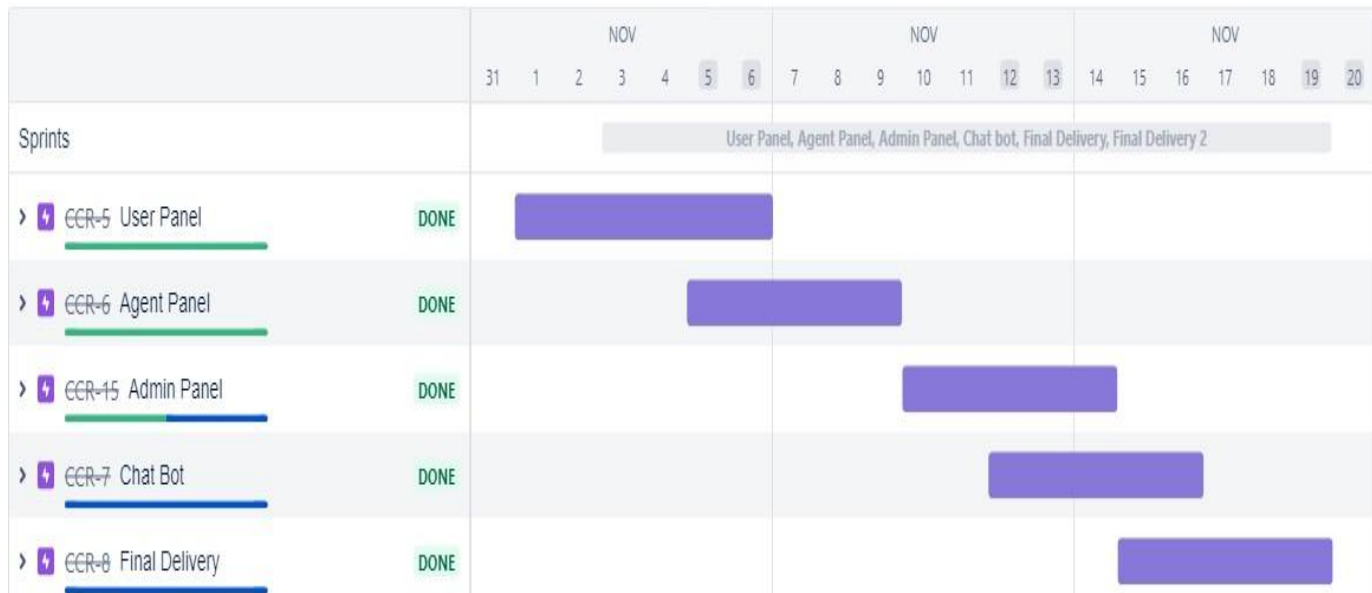 NOV NOV NOV
31 1 2 3 4 5 6 7 8 9 10 11 12 13 14 15 16 17 18 19 20
Sprints User Panel, Agent Panel, Admin Panel, Chat bot, Final Delivery, Final Delivery 2
CCR-5 User Panel DONE
CCR-6 Agent Panel DONE
CCR-15 Admin Panel DONE
CCR-7 Chat Bot DONE
CCR-8 Final Delivery DONE